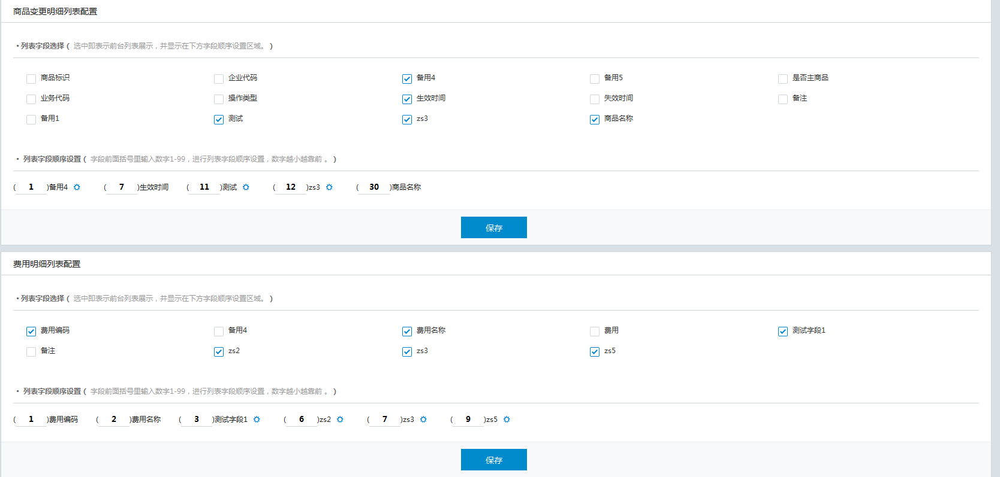 商品变更明细列表配置
•列表字段选择 ( 选中即表示前台列表展示，并显示在下方字段顺序设置区域。)
商品标识 企业代码 备用4 备用5 是否主商品
业务代码 操作类型 生效时间 失效时间 备注
备用1 测试 zs3 商品名称
• 列表字段顺序设置 ( 字段前面括号里输入数字1-99，进行列表字段顺序设置，数字越小越靠前 。)
( 1 )备用4 ( 7 )生效时间 ( 11 )测试 ( 12 )zs3 ( 30 )商品名称
保存
费用明细列表配置
•列表字段选择 ( 选中即表示前台列表展示，并显示在下方字段顺序设置区域。)
费用编码 备用4 费用名称 费用 测试字段1
备注 zs2 zs3 zs5
• 列表字段顺序设置 ( 字段前面括号里输入数字1-99，进行列表字段顺序设置，数字越小越靠前 。)
( 1 )费用编码 ( 2 )费用名称 ( 3 )测试字段1 ( 6 )zs2 ( 7 )zs3 ( 9 )zs5
保存